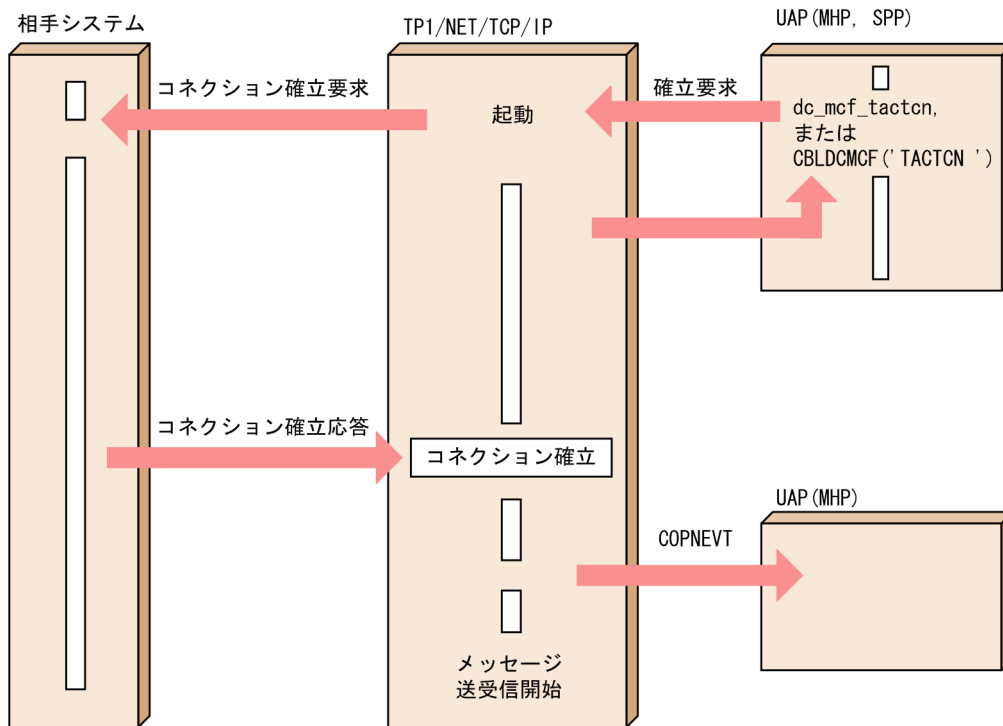 相手システム
TP1/NET/TCP/IP
UAP(MHP, SPP)
コネクション確立要求
確立要求
起動
dc_mcf_tactcn,
または
CBLDCMCF('TACTCN ')
コネクション確立応答
コネクション確立
UAP(MHP)
COPNEVT
メッセージ
送受信開始